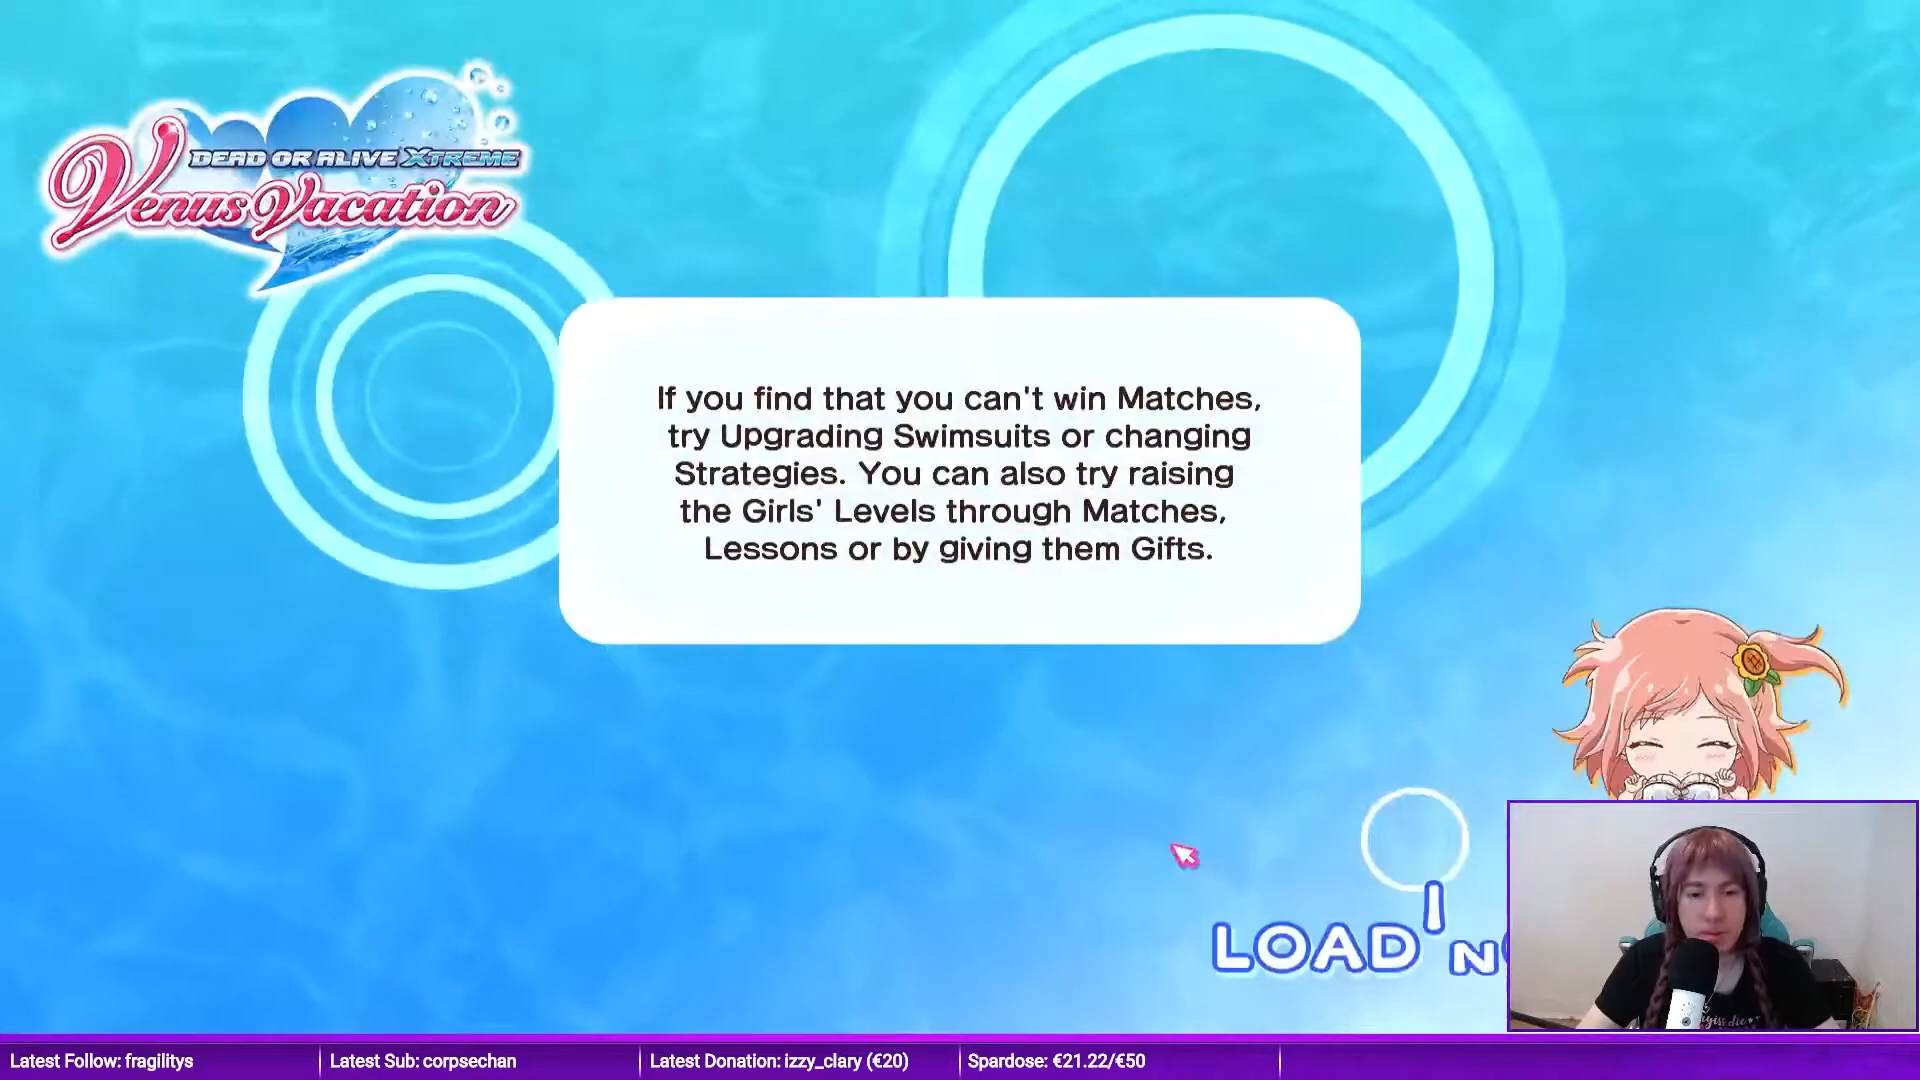 DEAD OR ALIVE XTREME
Venus Vacation
If you find that you can't win Matches,
try Upgrading Swimsuits or changing
Strategies. You can also try raising
the Girls' Levels through Matches,
Lessons or by giving them Gifts.
LOADIN
Latest Follow: fragilitys
Latest Sub: corpsechan
Latest Donation: izzy_clary (€20)
Spardose: €21.22/€50